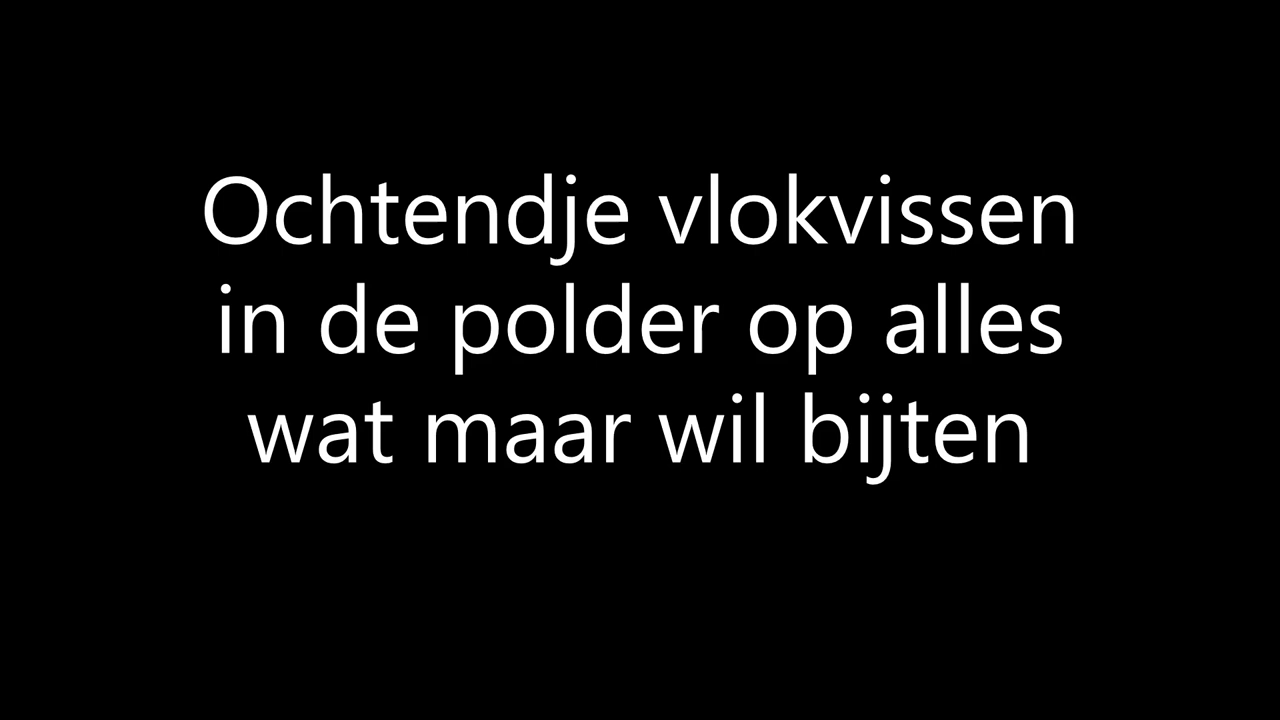 Ochtendje vlokvissen
in de polder op alles
wat maar wil bijten